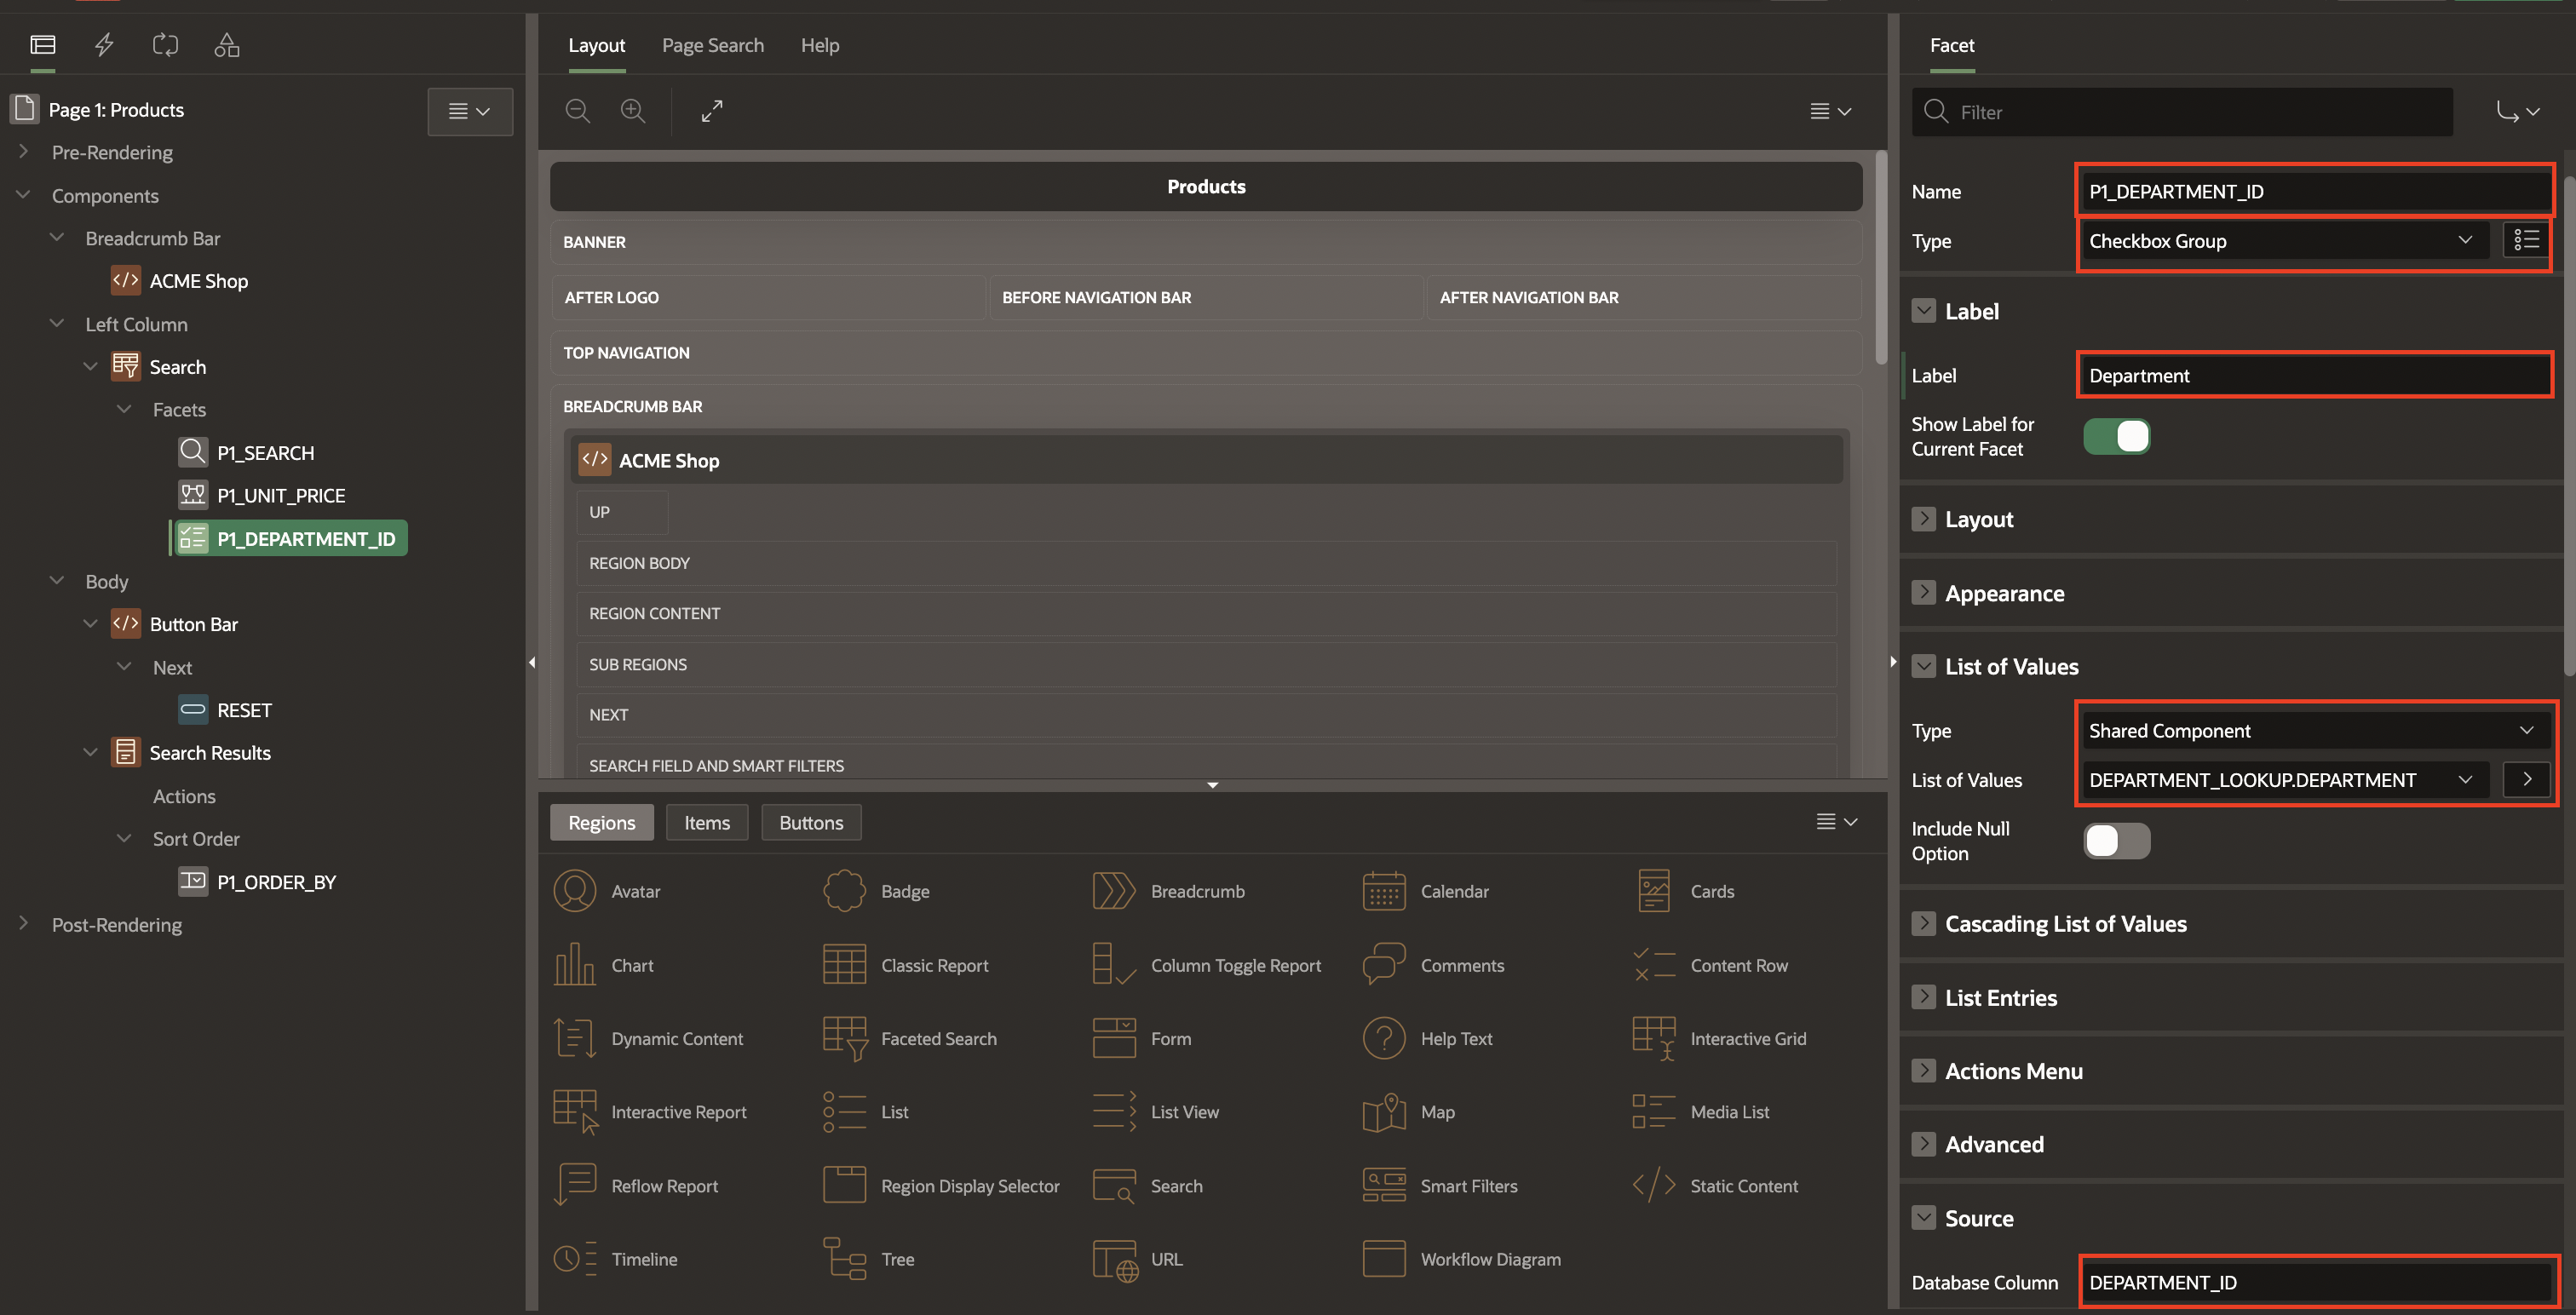 Page 1: Products
Pre-Rendering
Components
Breadcrumb Bar
ACME Shop
Left Column
Search
Facets
P1_SEARCH
P1_UNIT_PRICE
P1_DEPARTMENT_ID
Body
Button Bar
Next
RESET
Search Results
Actions
Sort Order
P1_ORDER_BY
Post-Rendering
Layout Page Search Help
Products
BANNER
AFTER LOGO BEFORE NAVIGATION BAR AFTER NAVIGATION BAR
TOP NAVIGATION
BREADCRUMB BAR
ACME Shop
UP
REGION BODY
REGION CONTENT
SUB REGIONS
NEXT
SEARCH FIELD AND SMART FILTERS
Regions Items Buttons
Avatar Badge Breadcrumb Calendar Cards
Chart Classic Report Column Toggle Report Comments Content Row
Dynamic Content Faceted Search Form Help Text Interactive Grid
Interactive Report List List View Map Media List
Reflow Report Region Display Selector Search Smart Filters Static Content
Timeline Tree URL Workflow Diagram
Facet
Filter
Name P1_DEPARTMENT_ID
Type Checkbox Group
Label
Label Department
Show Label for
Current Facet
Layout
Appearance
List of Values
Type Shared Component
List of Values DEPARTMENT_LOOKUP.DEPARTMENT
Include Null
Option
Cascading List of Values
List Entries
Actions Menu
Advanced
Source
Database Column DEPARTMENT_ID